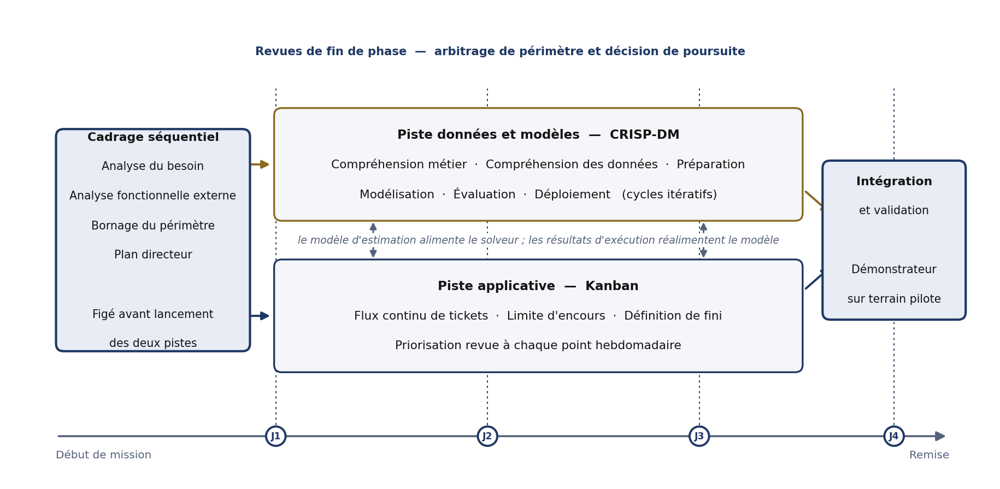 Revues de fin de phase — arbitrage de périmètre et décision de poursuite
Cadrage séquentiel
Analyse du besoin
Analyse fonctionnelle externe
Bornage du périmètre
Plan directeur
Figé avant lancement
des deux pistes
Piste données et modèles — CRISP-DM
Compréhension métier · Compréhension des données · Préparation
Modélisation · Évaluation · Déploiement (cycles itératifs)
le modèle d'estimation alimente le solveur ; les résultats d'exécution réalimentent le modèle
Piste applicative — Kanban
Flux continu de tickets · Limite d'encours · Définition de fini
Priorisation revue à chaque point hebdomadaire
Intégration
et validation
Démonstrateur
sur terrain pilote
J1
J2
J3
J4
Début de mission
Remise